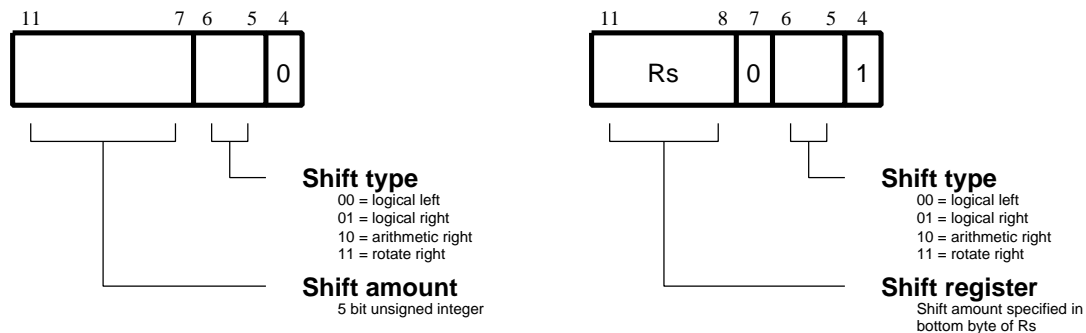 11 7 6 5 4
0
Shift type
00 = logical left
01 = logical right
10 = arithmetic right
11 = rotate right
Shift amount
5 bit unsigned integer
11 8 7 6 5 4
Rs 0 1
Shift type
00 = logical left
01 = logical right
10 = arithmetic right
11 = rotate right
Shift register
Shift amount specified in
bottom byte of Rs